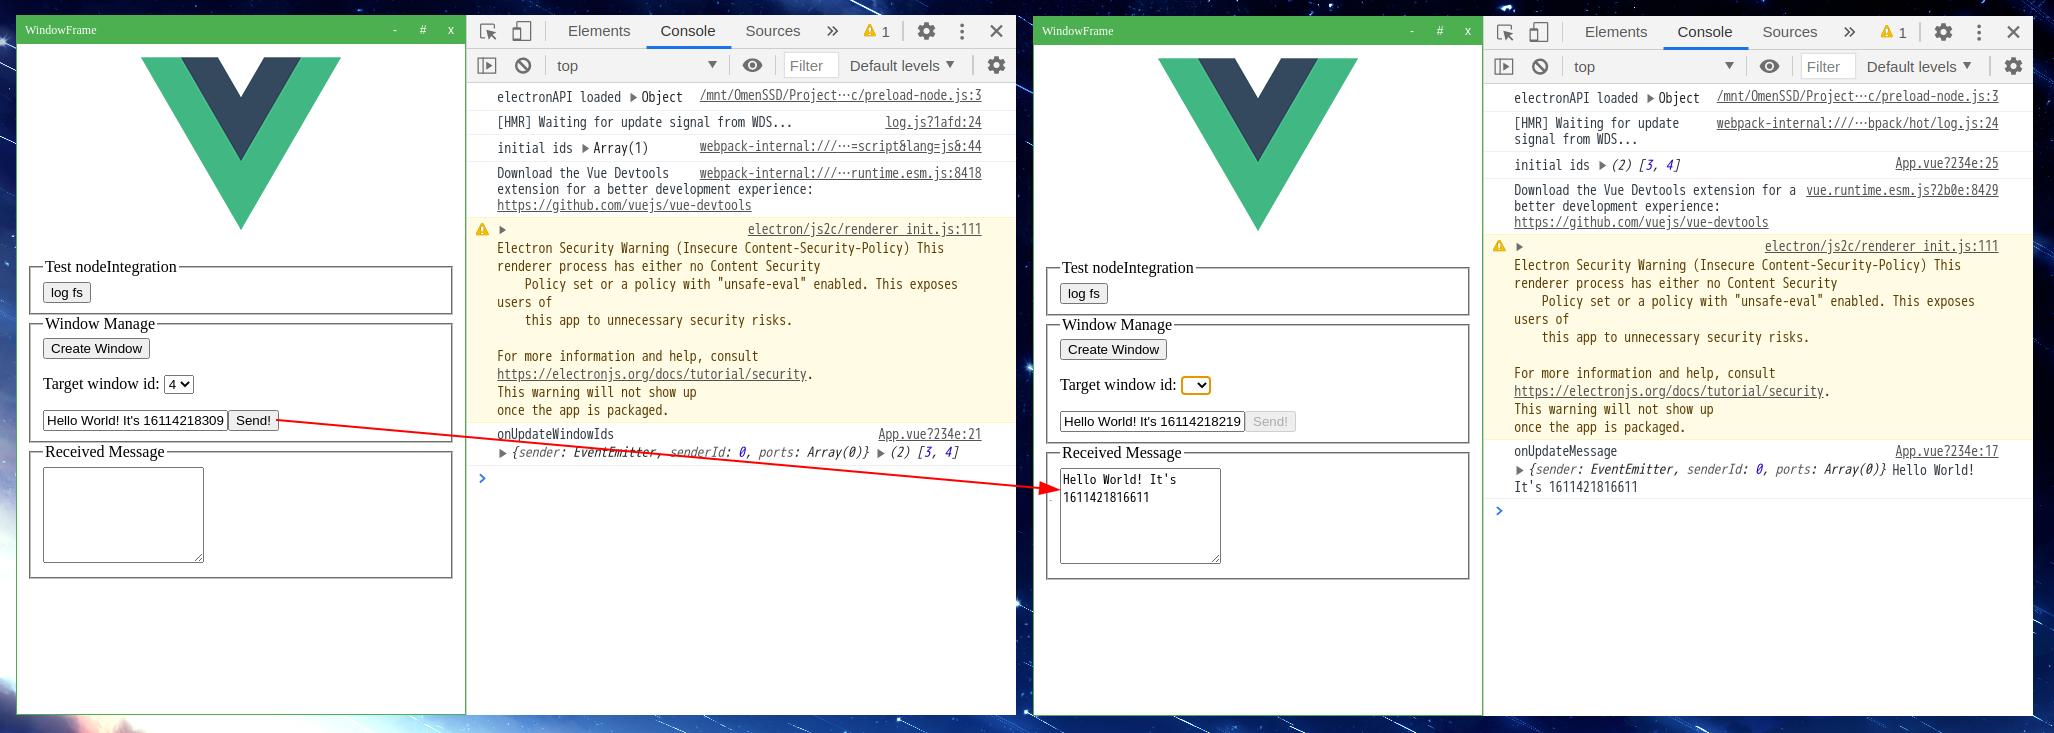 WindowFrame - # x
Elements Console Sources » 1
top Filter Default levels
electronAPI loaded Object /mnt/OmenSSD/Project…c/preload-node.js:3
[HMR] Waiting for update signal from WDS... log.js?1afd:24
initial ids Array(1) webpack-internal:///…=script&lang=js&:44
Download the Vue Devtools webpack-internal:///…runtime.esm.js:8418
extension for a better development experience:
https://github.com/vuejs/vue-devtools
electron/js2c/renderer_init.js:111
Electron Security Warning (Insecure Content-Security-Policy) This
renderer process has either no Content Security
Policy set or a policy with "unsafe-eval" enabled. This exposes
users of
this app to unnecessary security risks.
For more information and help, consult
https://electronjs.org/docs/tutorial/security.
This warning will not show up
once the app is packaged.
onUpdateWindowIds App.vue?234e:21
{sender: EventEmitter, senderId: 0, ports: Array(0)} (2) [3, 4]
Test nodeIntegration
log fs
Window Manage
Create Window
Target window id: 4
Hello World! It's 16114218309 Send!
Received Message
WindowFrame - # x
Elements Console Sources » 1
top Filter Default levels
electronAPI loaded Object /mnt/OmenSSD/Project…c/preload-node.js:3
[HMR] Waiting for update webpack-internal:///…bpack/hot/log.js:24
signal from WDS...
initial ids (2) [3, 4] App.vue?234e:25
Download the Vue Devtools extension for a vue.runtime.esm.js?2b0e:8429
better development experience:
https://github.com/vuejs/vue-devtools
electron/js2c/renderer_init.js:111
Electron Security Warning (Insecure Content-Security-Policy) This
renderer process has either no Content Security
Policy set or a policy with "unsafe-eval" enabled. This exposes
users of
this app to unnecessary security risks.
For more information and help, consult
https://electronjs.org/docs/tutorial/security.
This warning will not show up
once the app is packaged.
onUpdateMessage App.vue?234e:17
{sender: EventEmitter, senderId: 0, ports: Array(0)} Hello World!
It's 1611421816611
Test nodeIntegration
log fs
Window Manage
Create Window
Target window id:
Hello World! It's 16114218219 Send!
Received Message
Hello World! It's
1611421816611